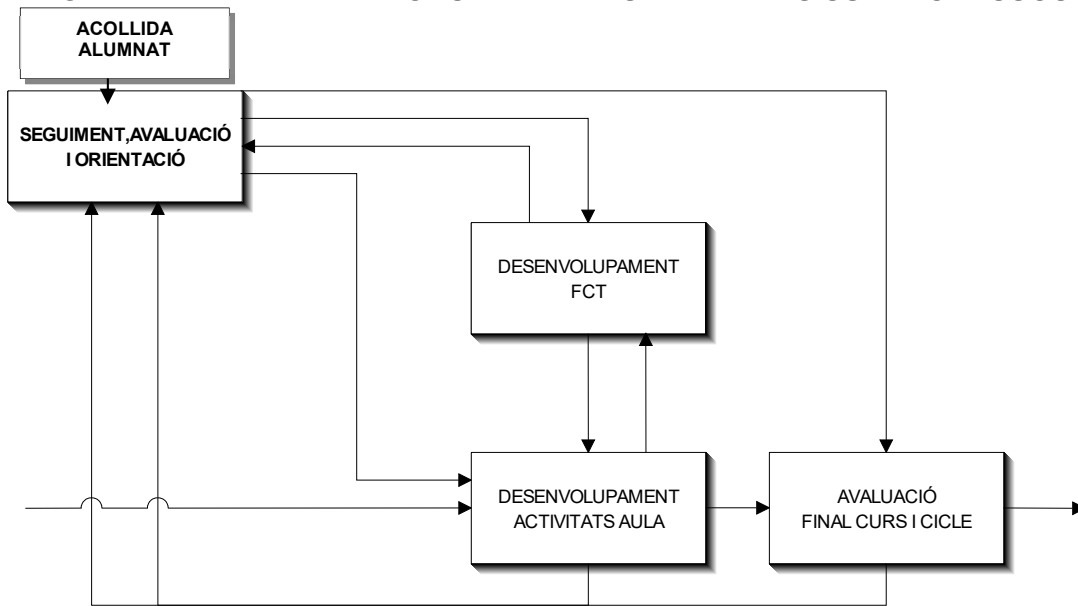 ACOLLIDA
ALUMNAT
SEGUIMENT,AVALUACIÓ
I ORIENTACIÓ
DESENVOLUPAMENT
FCT
DESENVOLUPAMENT
ACTIVITATS AULA
AVALUACIÓ
FINAL CURS I CICLE